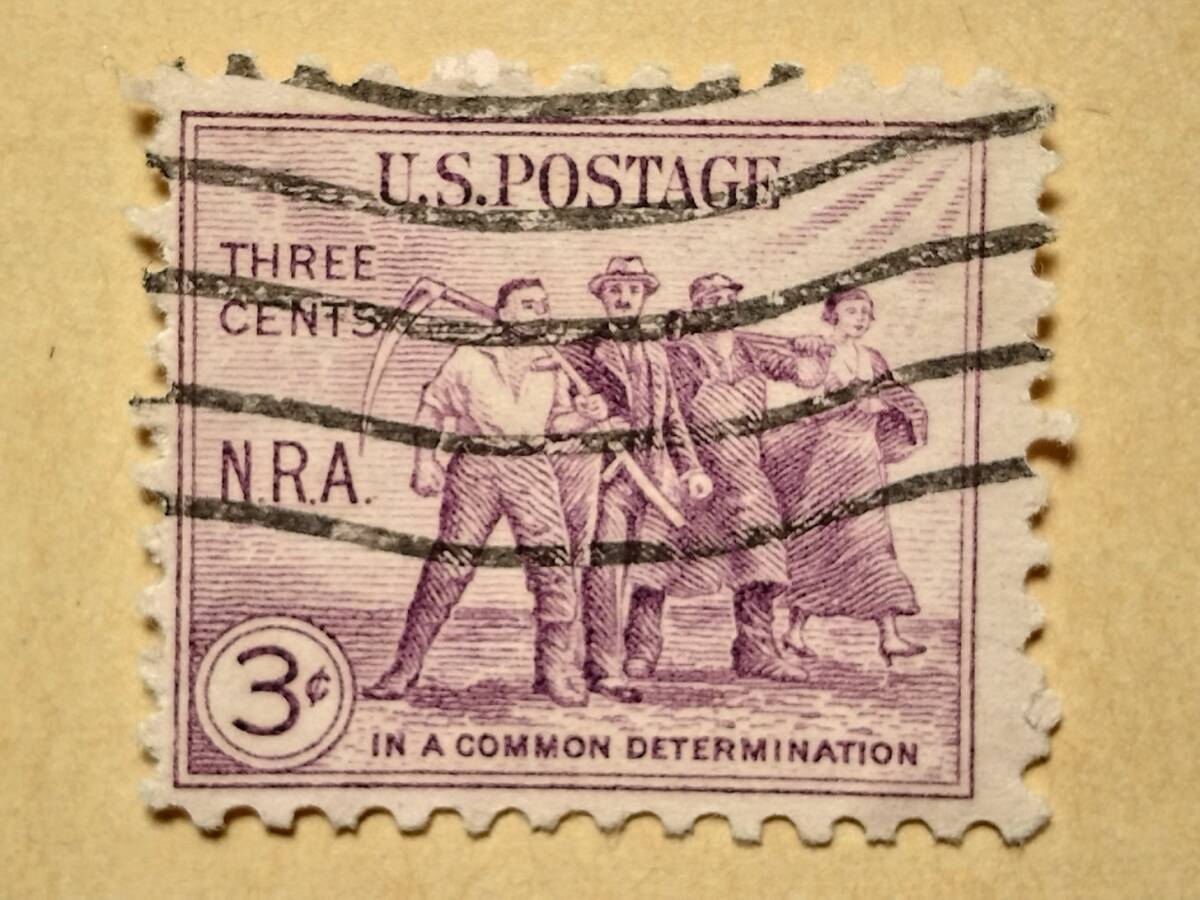 U.S.POSTAGE
THREE
CENTS
N.R.A.
3¢
IN A COMMON DETERMINATION